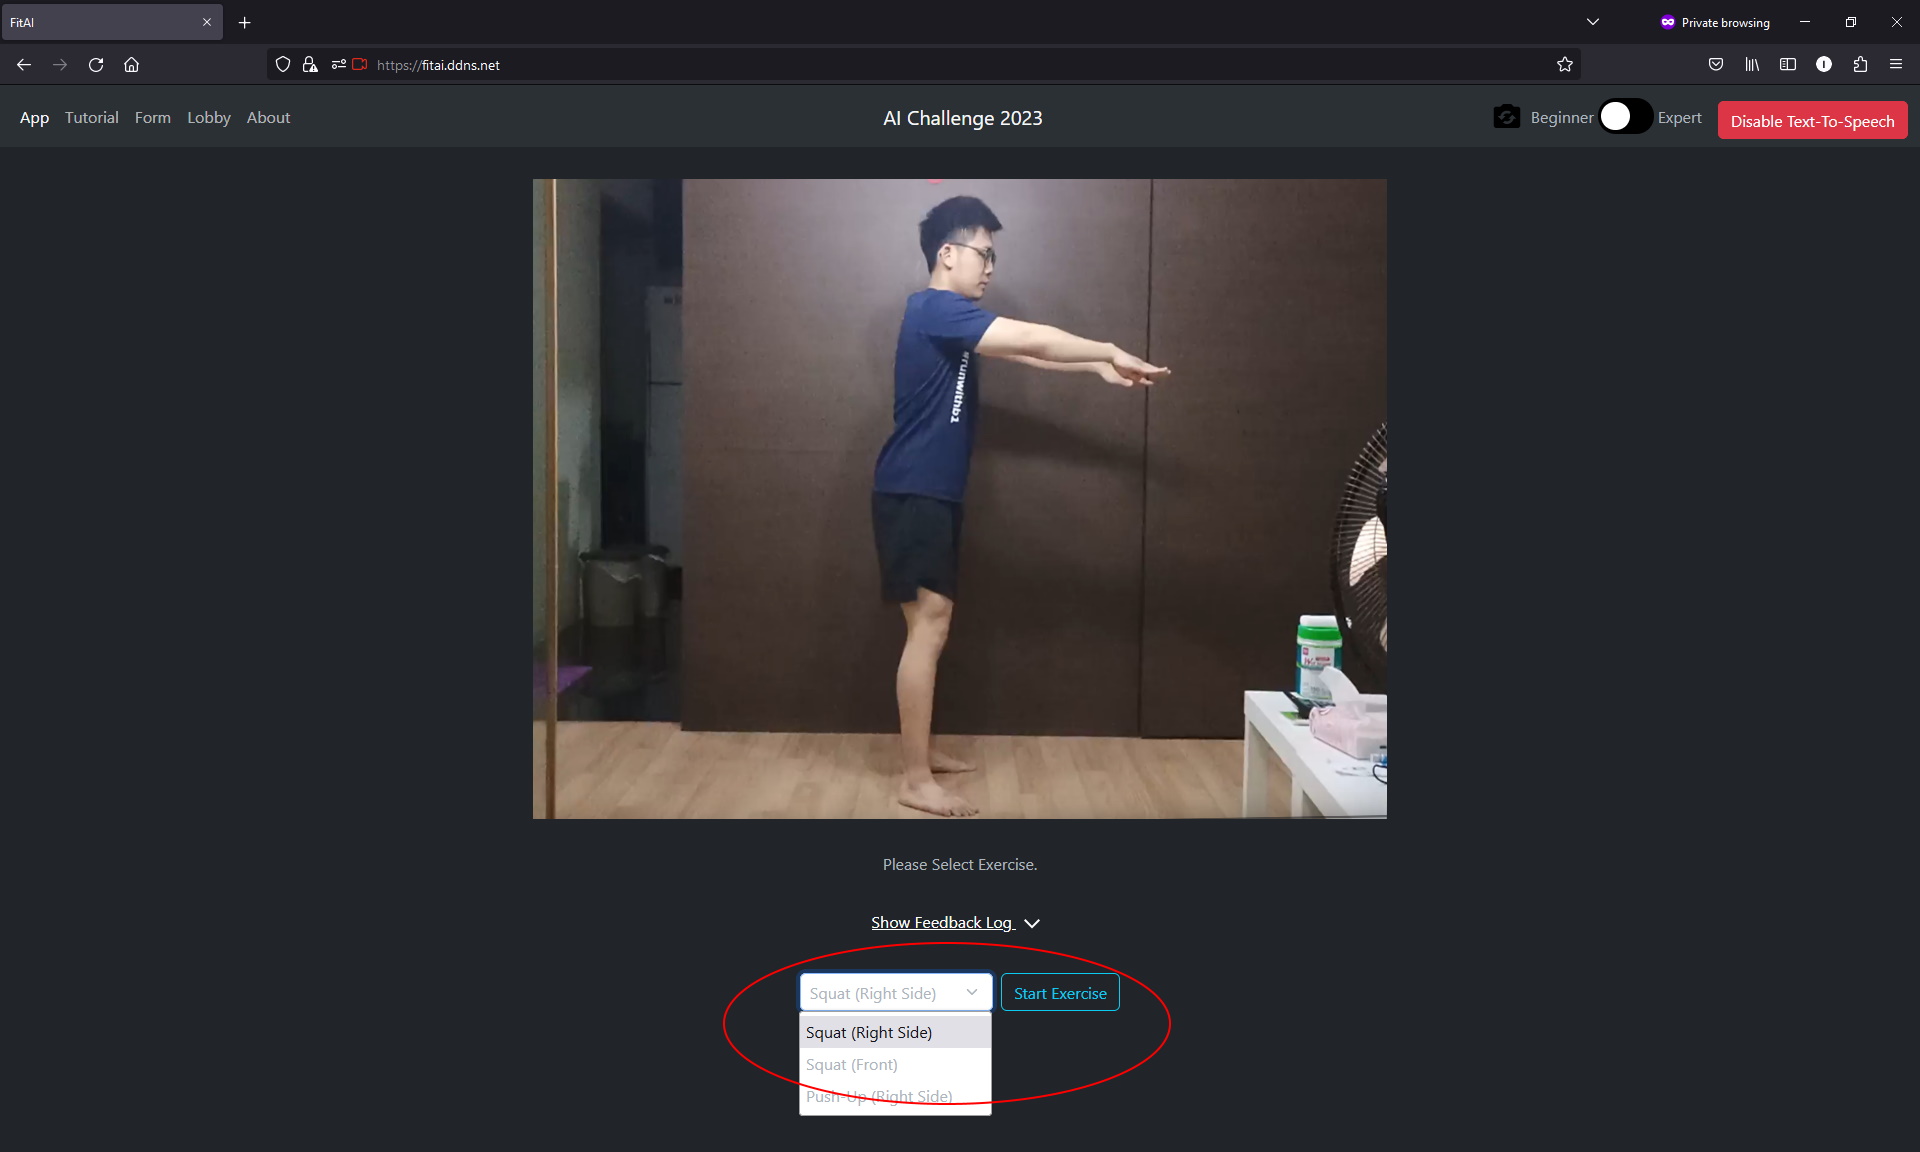 FitAI
Private browsing
https://fitai.ddns.net
App Tutorial Form Lobby About
AI Challenge 2023
Beginner Expert
Disable Text-To-Speech
#runwithb1
Please Select Exercise.
Show Feedback Log
Squat (Right Side)
Start Exercise
Squat (Right Side)
Squat (Front)
Push-Up (Right Side)